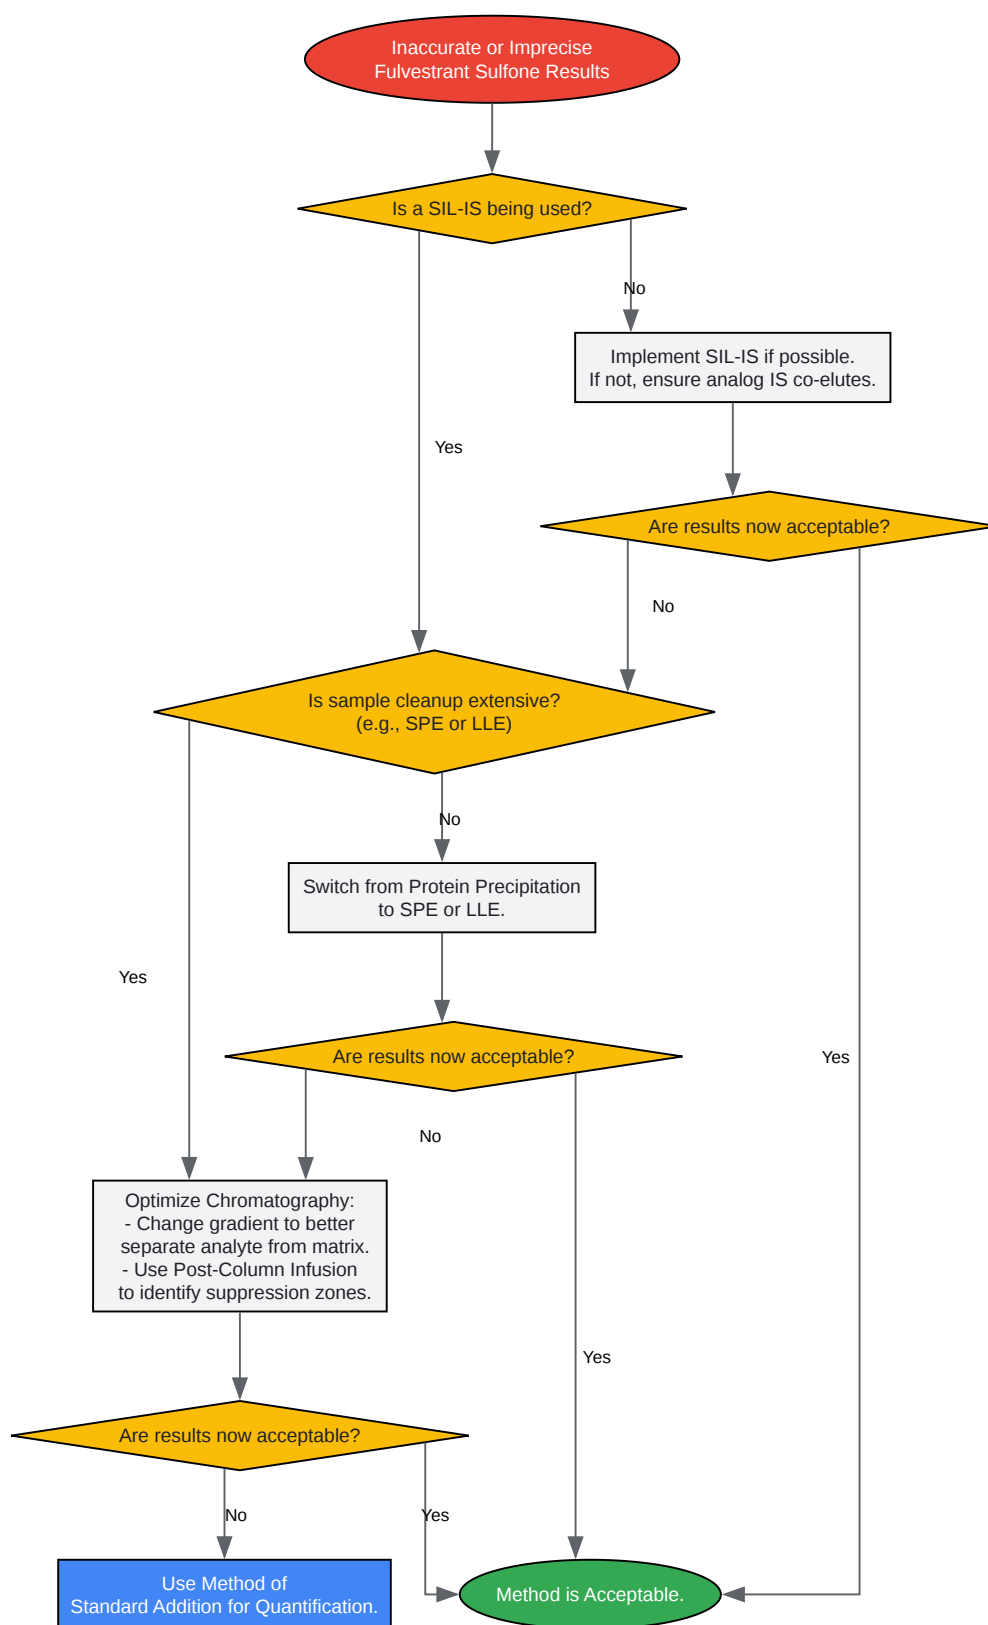 Inaccurate or Imprecise
Fulvestrant Sulfone Results
Is a SIL-IS being used?
No
Implement SIL-IS if possible.
If not, ensure analog IS co-elutes.
Yes
Are results now acceptable?
No
Is sample cleanup extensive?
(e.g., SPE or LLE)
No
Switch from Protein Precipitation
to SPE or LLE.
Yes
Are results now acceptable?
Yes
No
Optimize Chromatography:
- Change gradient to better
separate analyte from matrix.
- Use Post-Column Infusion
to identify suppression zones.
Yes
Are results now acceptable?
No
Yes
Use Method of
Standard Addition for Quantification.
Method is Acceptable.